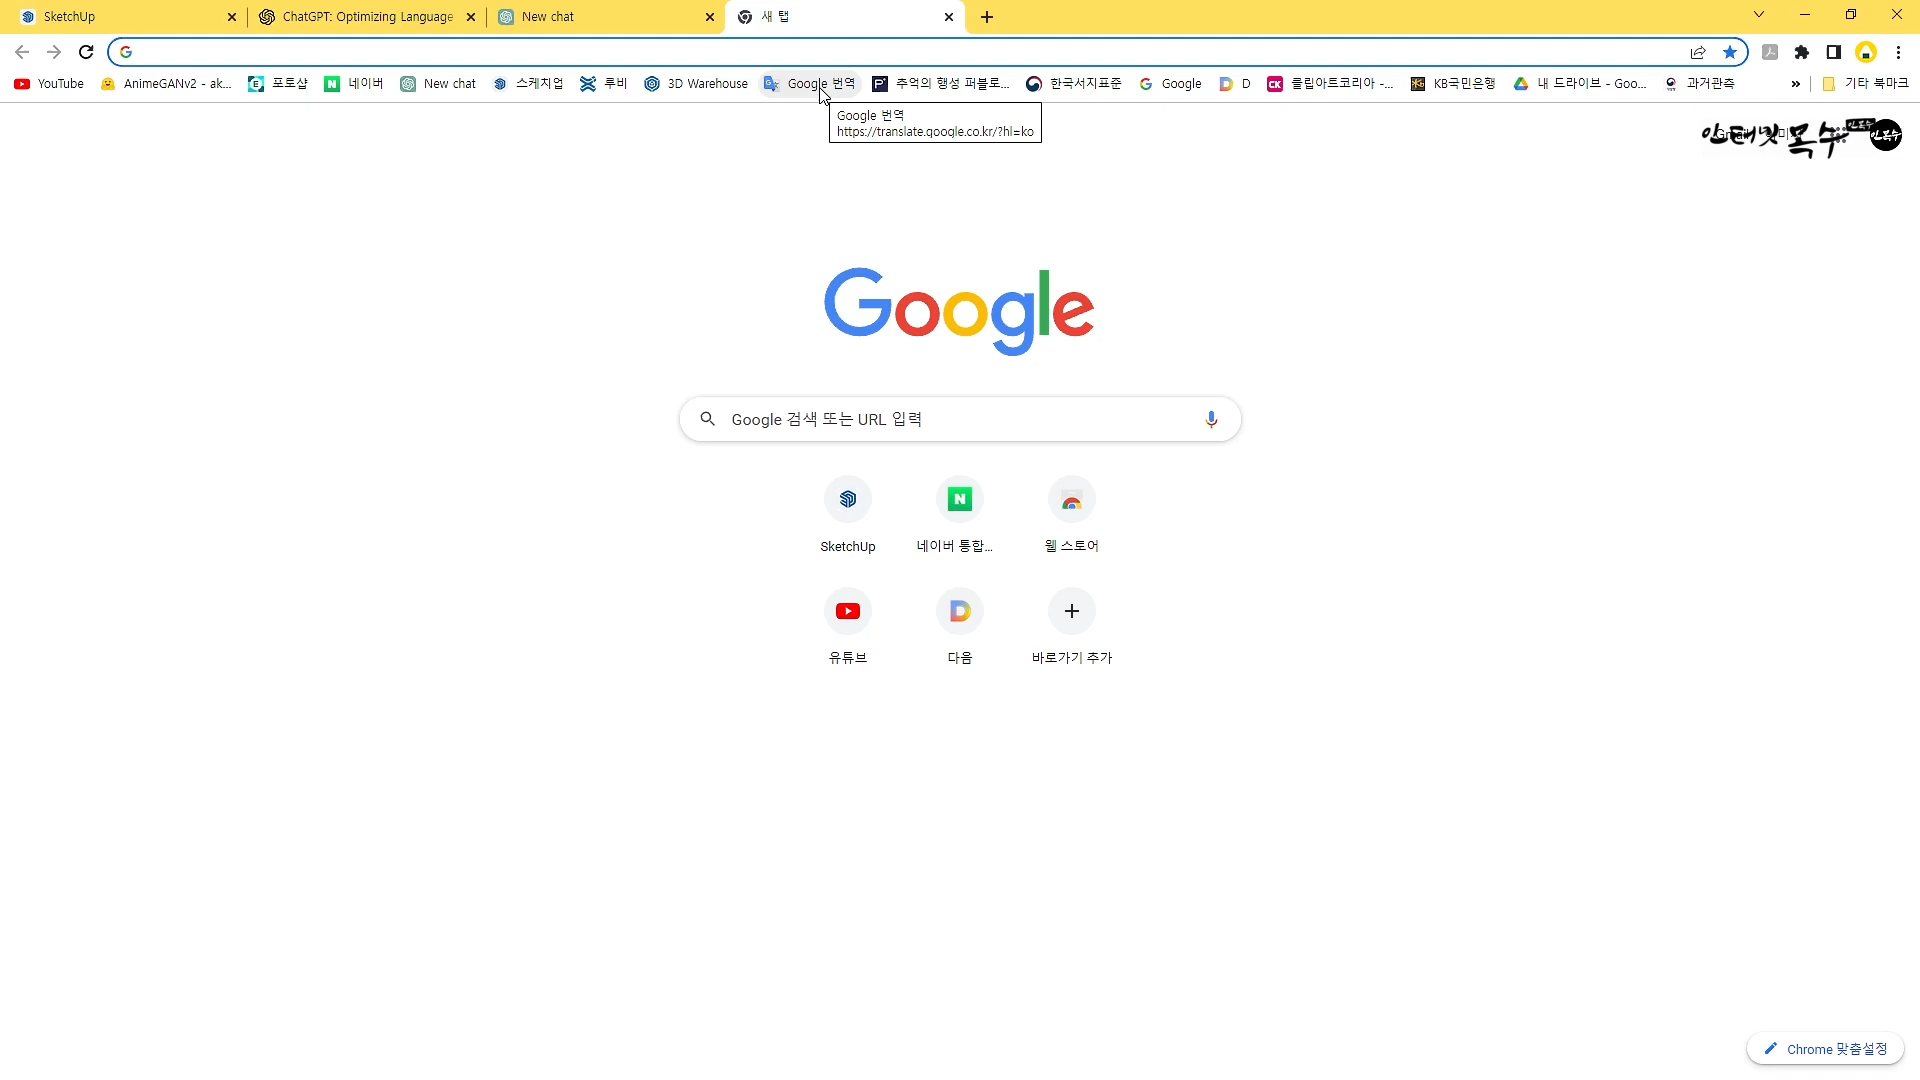 SketchUp
ChatGPT: Optimizing Language
New chat
새 탭
YouTube
AnimeGANv2 - ak...
포토샵
네이버
New chat
스케치업
투비
3D Warehouse
Google 번역
추억의 행성 퍼블로...
한국서지표준
Google
D
클립아트코리아 -...
KB국민은행
내 드라이브 - Goo...
과거관측
»
기타 북마크
Google 번역
https://translate.google.co.kr/?hl=ko
인터넷목수
Google
Google 검색 또는 URL 입력
SketchUp
네이버 통합...
웹 스토어
유튜브
다음
바로가기 추가
Chrome 맞춤설정